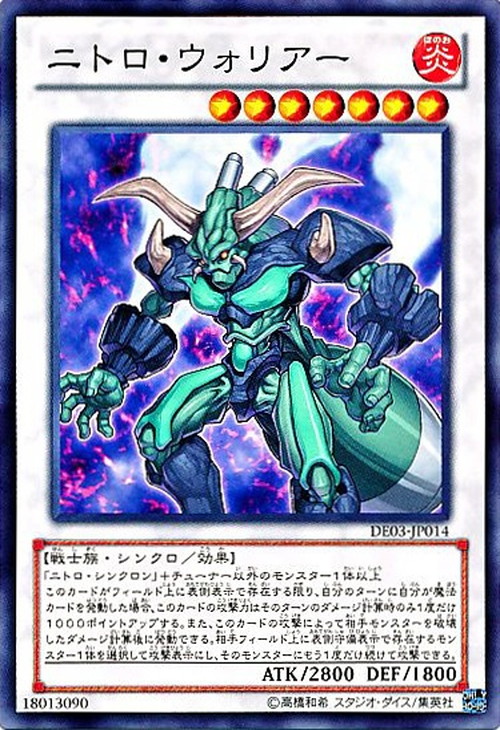 ニトロ・ウォリアー
炎
DE03-JP014
【戦士族・シンクロ／効果】
「ニトロ・シンクロン」＋チューナー以外のモンスター1体以上
このカードがフィールド上に表側表示で存在する限り、自分のターンに自分が魔法
カードを発動した場合、このカードの攻撃力はそのターンのダメージ計算時のみ1度だけ
1000ポイントアップする。また、このカードの攻撃によって相手モンスターを破壊
したダメージ計算後に発動できる。相手フィールド上に表側守備表示で存在するモン
スター1体を選択して攻撃表示にし、そのモンスターにもう1度だけ続けて攻撃できる。
ATK/2800 DEF/1800
18013090 ©高橋和希 スタジオ・ダイス/集英社